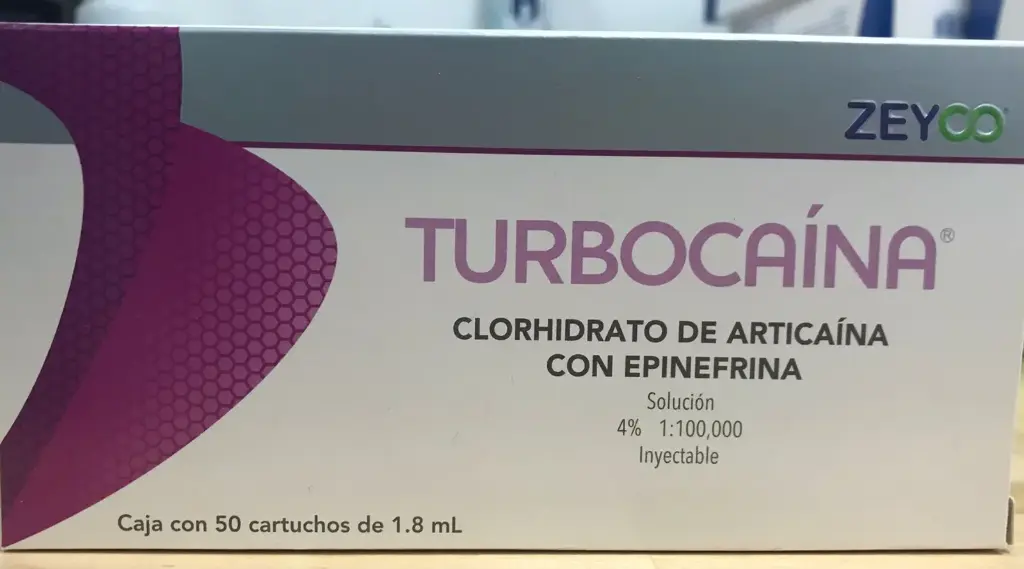 ZEYCO
TURBOCAÍNA®
CLORHIDRATO DE ARTICAÍNA
CON EPINEFRINA
Solución
4% 1:100,000
Inyectable
Caja con 50 cartuchos de 1.8 mL